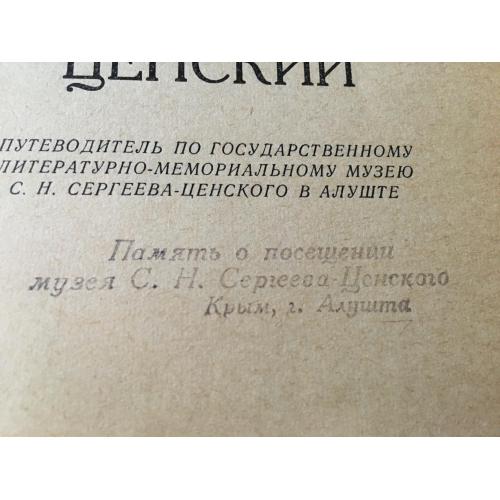 ЦЕНСКИЙ
ПУТЕВОДИТЕЛЬ ПО ГОСУДАРСТВЕННОМУ
ЛИТЕРАТУРНО-МЕМОРИАЛЬНОМУ МУЗЕЮ
С. Н. СЕРГЕЕВА-ЦЕНСКОГО В АЛУШТЕ
Память о посещении
музея С. Н. Сергеева-Ценского
Крым, г. Алушта